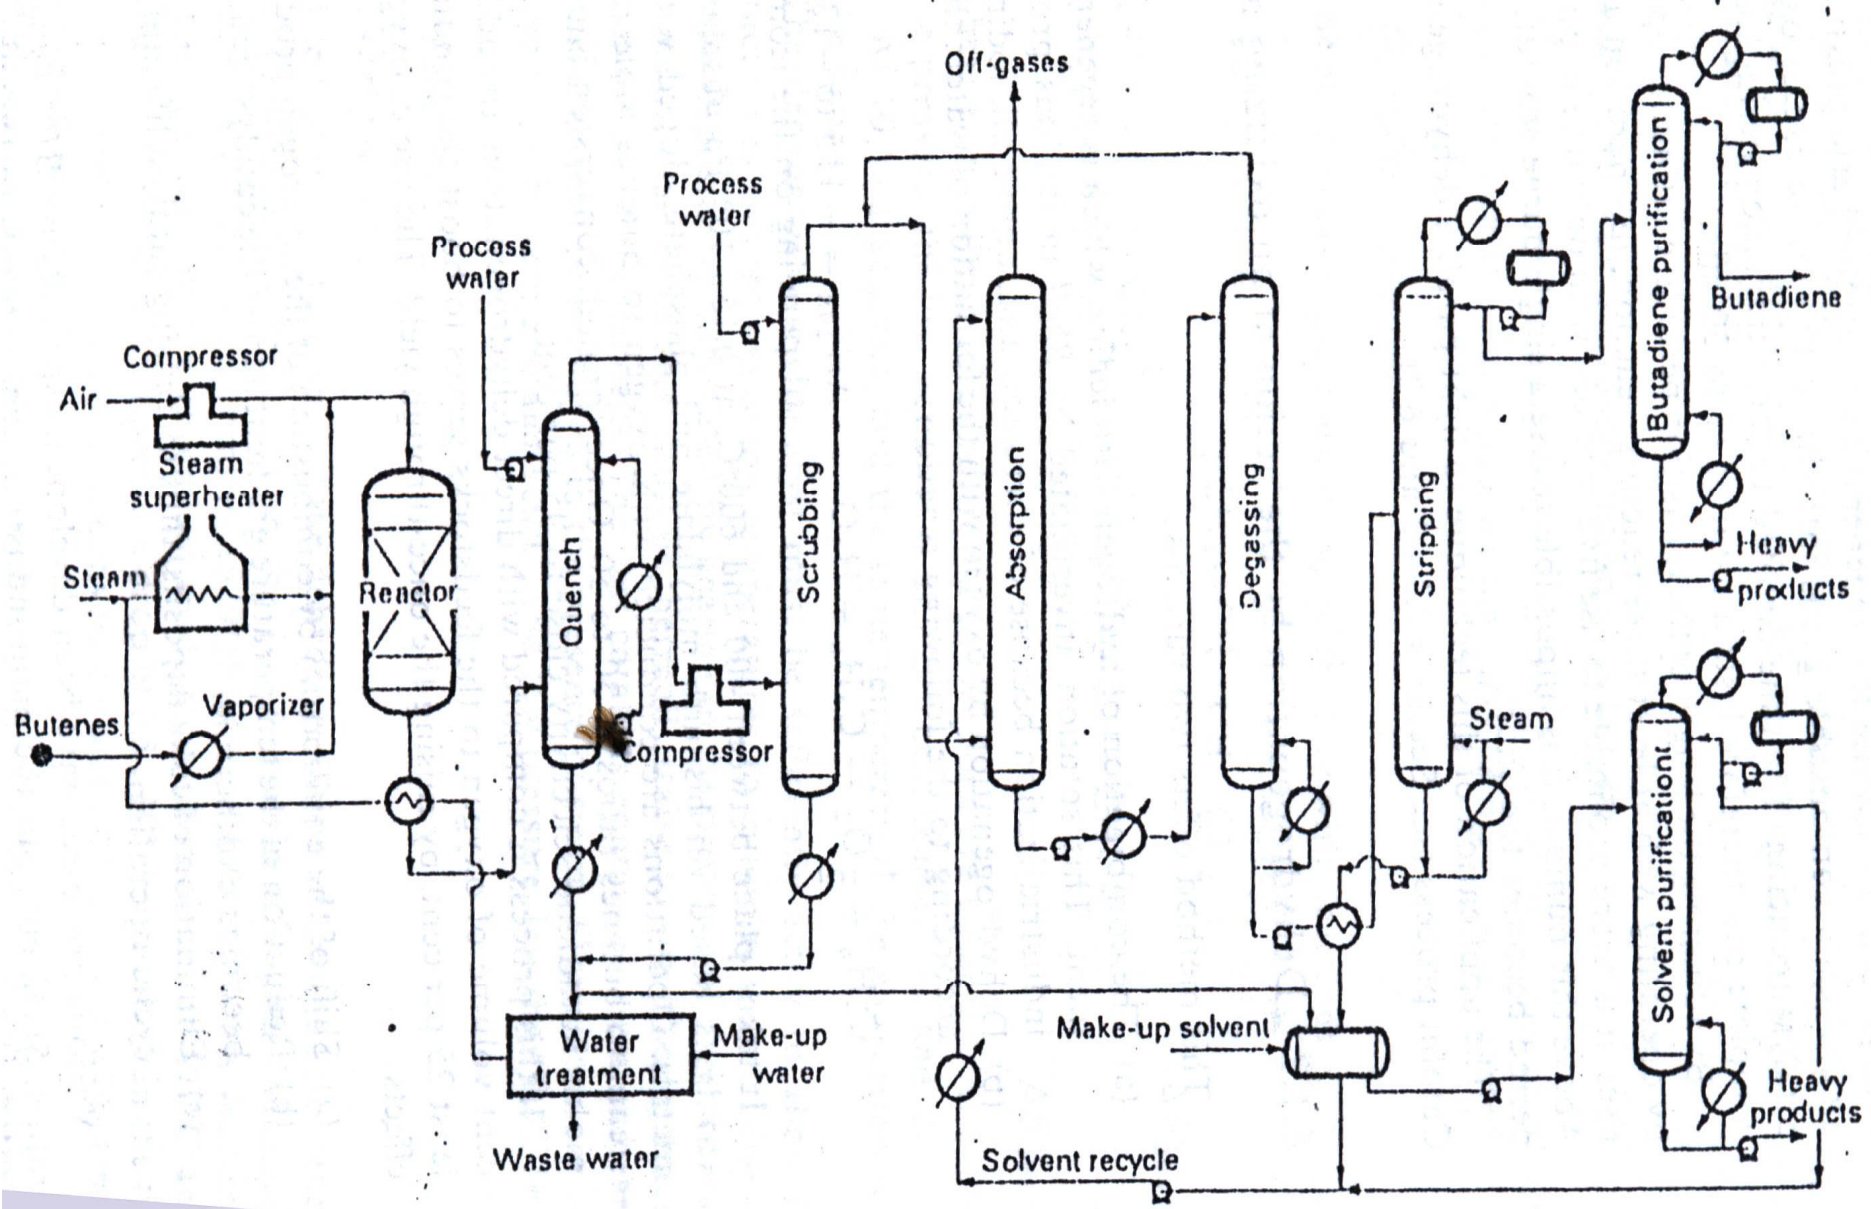 Off-gases
Process
water
Process
water
Compressor
Air
Steam
superheater
Steam
Reactor
Vaporizer
Butenes
Quench
Compressor
Scrubbing
Absorption
Degassing
Stripping
Steam
Butadiene purification
Butadiene
Heavy
products
Solvent purification
Heavy
products
Water
treatment
Make-up
water
Waste water
Make-up solvent
Solvent recycle